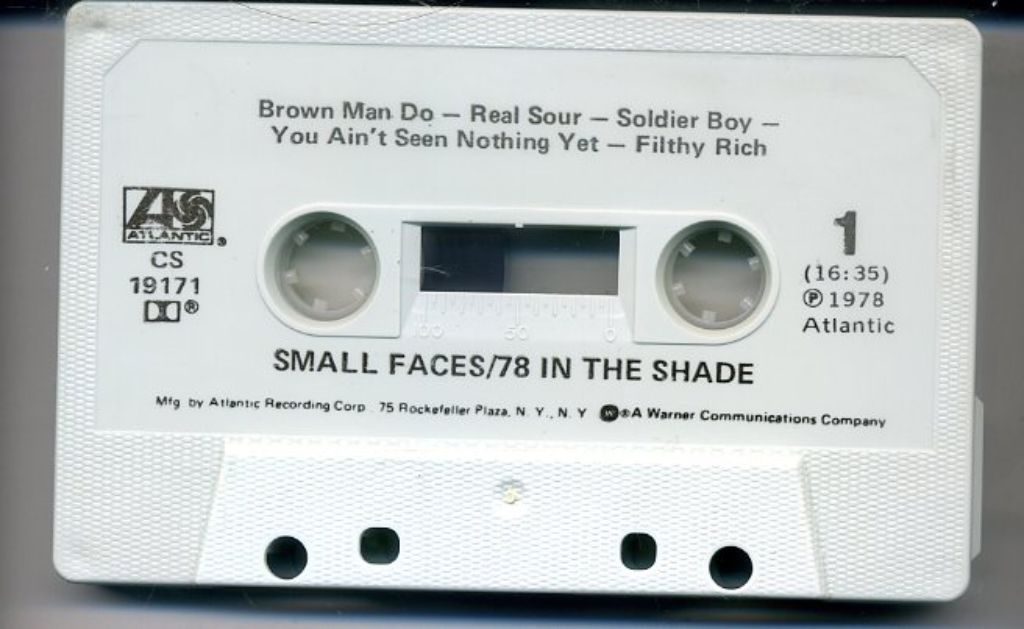 Brown Man Do — Real Sour — Soldier Boy —
You Ain't Seen Nothing Yet — Filthy Rich
ATLANTIC®
CS
19171
®
1
(16:35)
℗ 1978
Atlantic
100 50 0
SMALL FACES/78 IN THE SHADE
Mfg. by Atlantic Recording Corp. 75 Rockefeller Plaza, N. Y., N. Y. W ® A Warner Communications Company